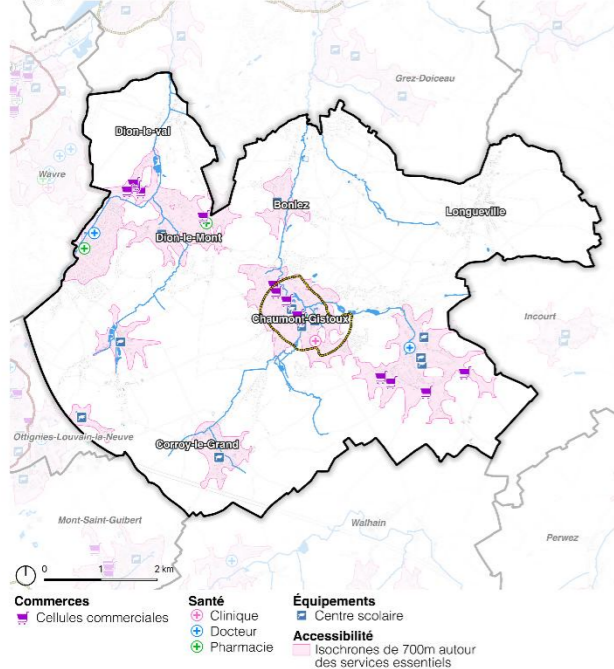 Grez-Doiceau
Dion-le-val
Wavre
Bonlez
Longueville
Dion-le-Mont
Chaumont-Gistoux
Incourt
Ottignies-Louvain-la-Neuve
Corroy-le-Grand
Mont-Saint-Guibert
Walhain
Perwez
0 1 2 km
Commerces
Cellules commerciales
Santé
Clinique
Docteur
Pharmacie
Équipements
Centre scolaire
Accessibilité
Isochrones de 700m autour
des services essentiels